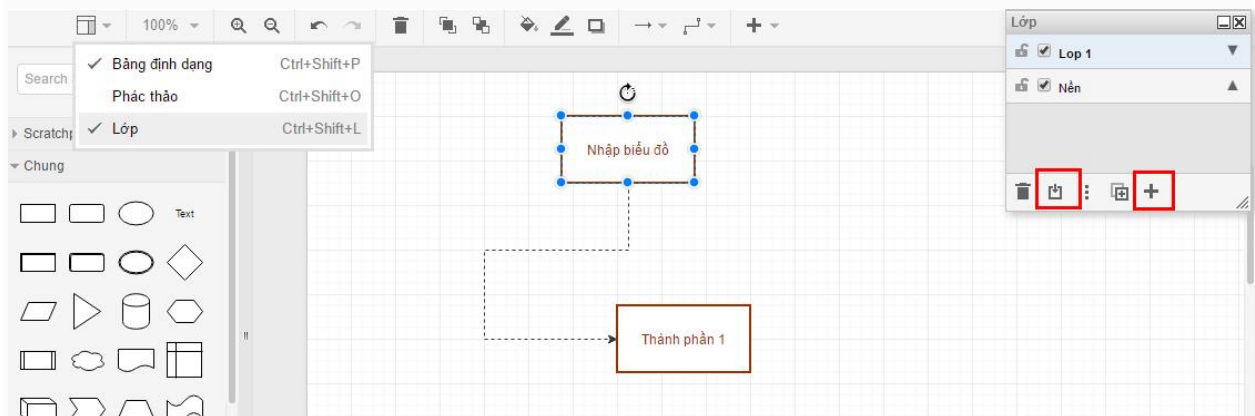 100%
Bảng định dạng Ctrl+Shift+P
Phác thảo Ctrl+Shift+O
Lớp Ctrl+Shift+L
Search
Scratchp
Chung
Text
Nhập biểu đồ
Thành phần 1
Lớp
Lop 1
Nền